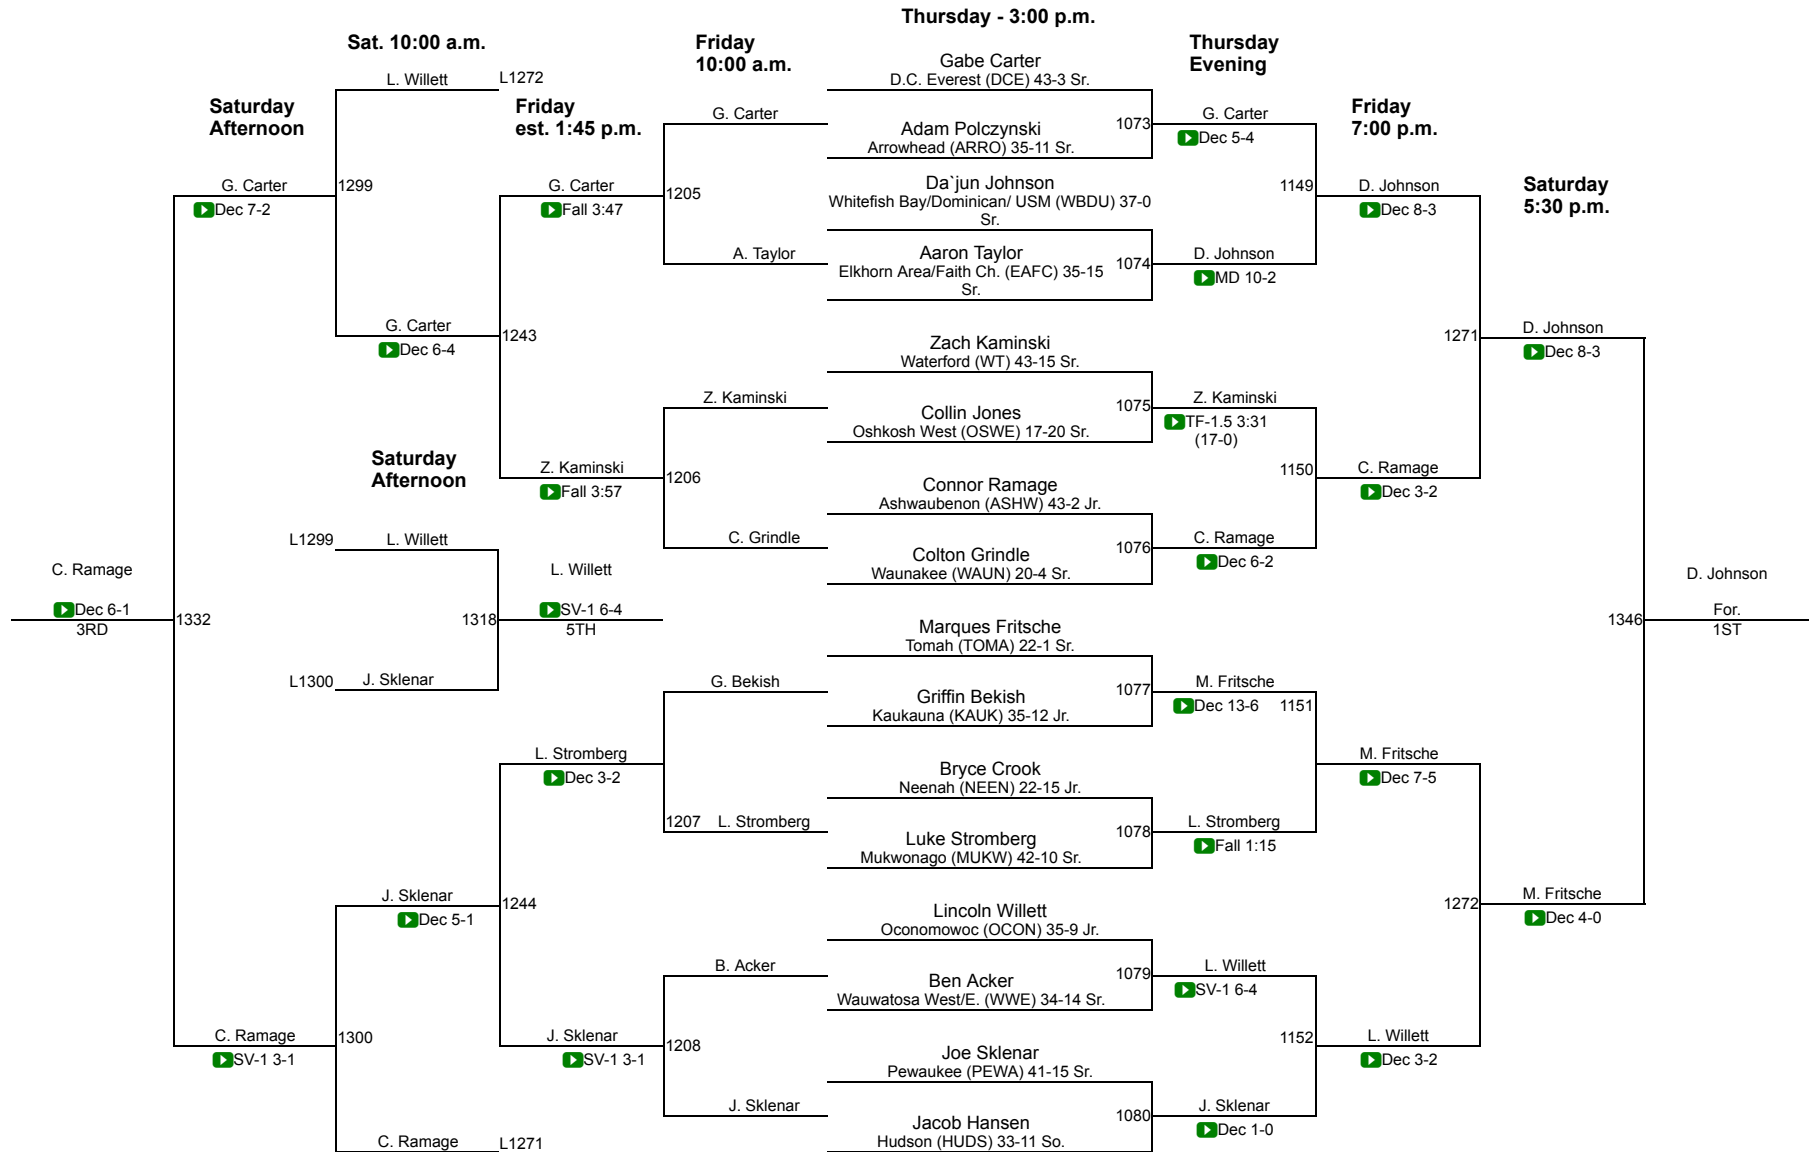 Thursday - 3:00 p.m.
Sat. 10:00 a.m.
Friday
10:00 a.m.
Thursday
Evening
Gabe Carter
D.C. Everest (DCE) 43-3 Sr.
L. Willett
L1272
Saturday
Afternoon
Friday
est. 1:45 p.m.
G. Carter
Adam Polczynski
Arrowhead (ARRO) 35-11 Sr.
1073
G. Carter
Dec 5-4
Friday
7:00 p.m.
G. Carter
Dec 7-2
1299
G. Carter
Fall 3:47
1205
Da`jun Johnson
Whitefish Bay/Dominican/ USM (WBDU) 37-0
Sr.
1149
D. Johnson
Dec 8-3
Saturday
5:30 p.m.
A. Taylor
Aaron Taylor
Elkhorn Area/Faith Ch. (EAFC) 35-15
Sr.
1074
D. Johnson
MD 10-2
G. Carter
Dec 6-4
1243
Zach Kaminski
Waterford (WT) 43-15 Sr.
1271
D. Johnson
Dec 8-3
Z. Kaminski
Collin Jones
Oshkosh West (OSWE) 17-20 Sr.
1075
Z. Kaminski
TF-1.5 3:31
(17-0)
Saturday
Afternoon
Z. Kaminski
Fall 3:57
1206
Connor Ramage
Ashwaubenon (ASHW) 43-2 Jr.
1150
C. Ramage
Dec 3-2
L1299
L. Willett
C. Grindle
Colton Grindle
Waunakee (WAUN) 20-4 Sr.
1076
C. Ramage
Dec 6-2
C. Ramage
Dec 6-1
3RD
1332
1318
L. Willett
SV-1 6-4
5TH
1346
D. Johnson
For.
1ST
Marques Fritsche
Tomah (TOMA) 22-1 Sr.
L1300
J. Sklenar
G. Bekish
Griffin Bekish
Kaukauna (KAUK) 35-12 Jr.
1077
M. Fritsche
Dec 13-6
1151
L. Stromberg
Dec 3-2
Bryce Crook
Neenah (NEEN) 22-15 Jr.
M. Fritsche
Dec 7-5
1207
L. Stromberg
Luke Stromberg
Mukwonago (MUKW) 42-10 Sr.
1078
L. Stromberg
Fall 1:15
J. Sklenar
Dec 5-1
1244
Lincoln Willett
Oconomowoc (OCON) 35-9 Jr.
1272
M. Fritsche
Dec 4-0
B. Acker
Ben Acker
Wauwatosa West/E. (WWE) 34-14 Sr.
1079
L. Willett
SV-1 6-4
C. Ramage
SV-1 3-1
1300
J. Sklenar
SV-1 3-1
1208
Joe Sklenar
Pewaukee (PEWA) 41-15 Sr.
1152
L. Willett
Dec 3-2
J. Sklenar
Jacob Hansen
Hudson (HUDS) 33-11 So.
1080
J. Sklenar
Dec 1-0
C. Ramage
L1271